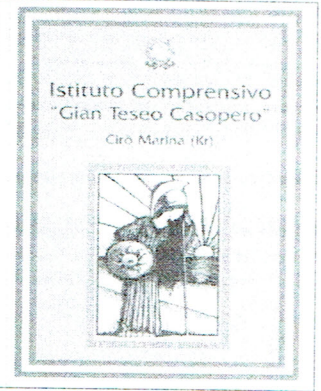 Istituto Comprensivo
"Gian Teseo Casopero"
Cirò Marina (Kr)